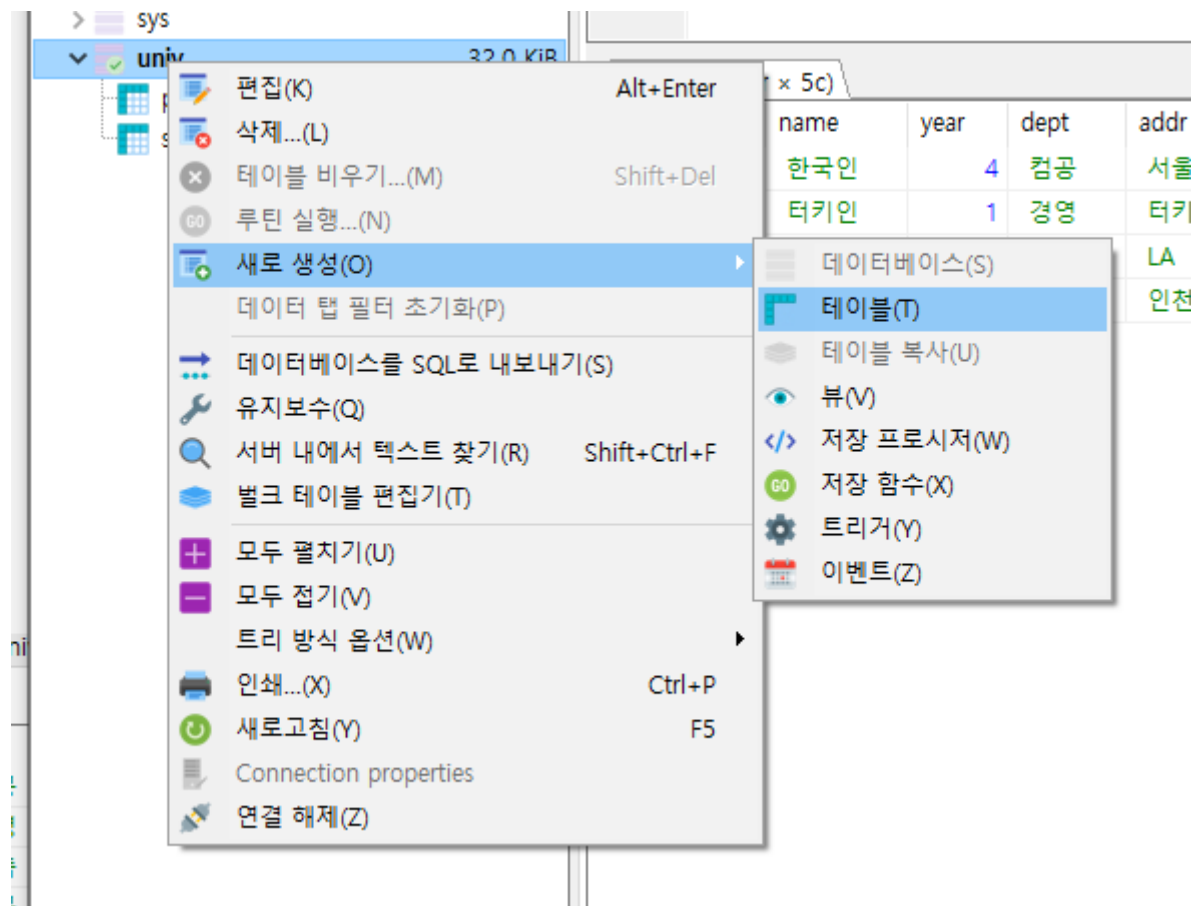 sys
univ 32.0 KiB
편집(K) Alt+Enter
삭제...(L)
테이블 비우기...(M) Shift+Del
루틴 실행...(N)
새로 생성(O)
데이터 탭 필터 초기화(P)
데이터베이스를 SQL로 내보내기(S)
유지보수(Q)
서버 내에서 텍스트 찾기(R) Shift+Ctrl+F
벌크 테이블 편집기(T)
모두 펼치기(U)
모두 접기(V)
트리 방식 옵션(W)
인쇄...(X) Ctrl+P
새로고침(Y) F5
Connection properties
연결 해제(Z)
데이터베이스(S)
테이블(T)
테이블 복사(U)
뷰(V)
저장 프로시저(W)
저장 함수(X)
트리거(Y)
이벤트(Z)
× 5c)
name year dept addr
한국인 4 컴공 서울
터키인 1 경영 터키
LA
인천